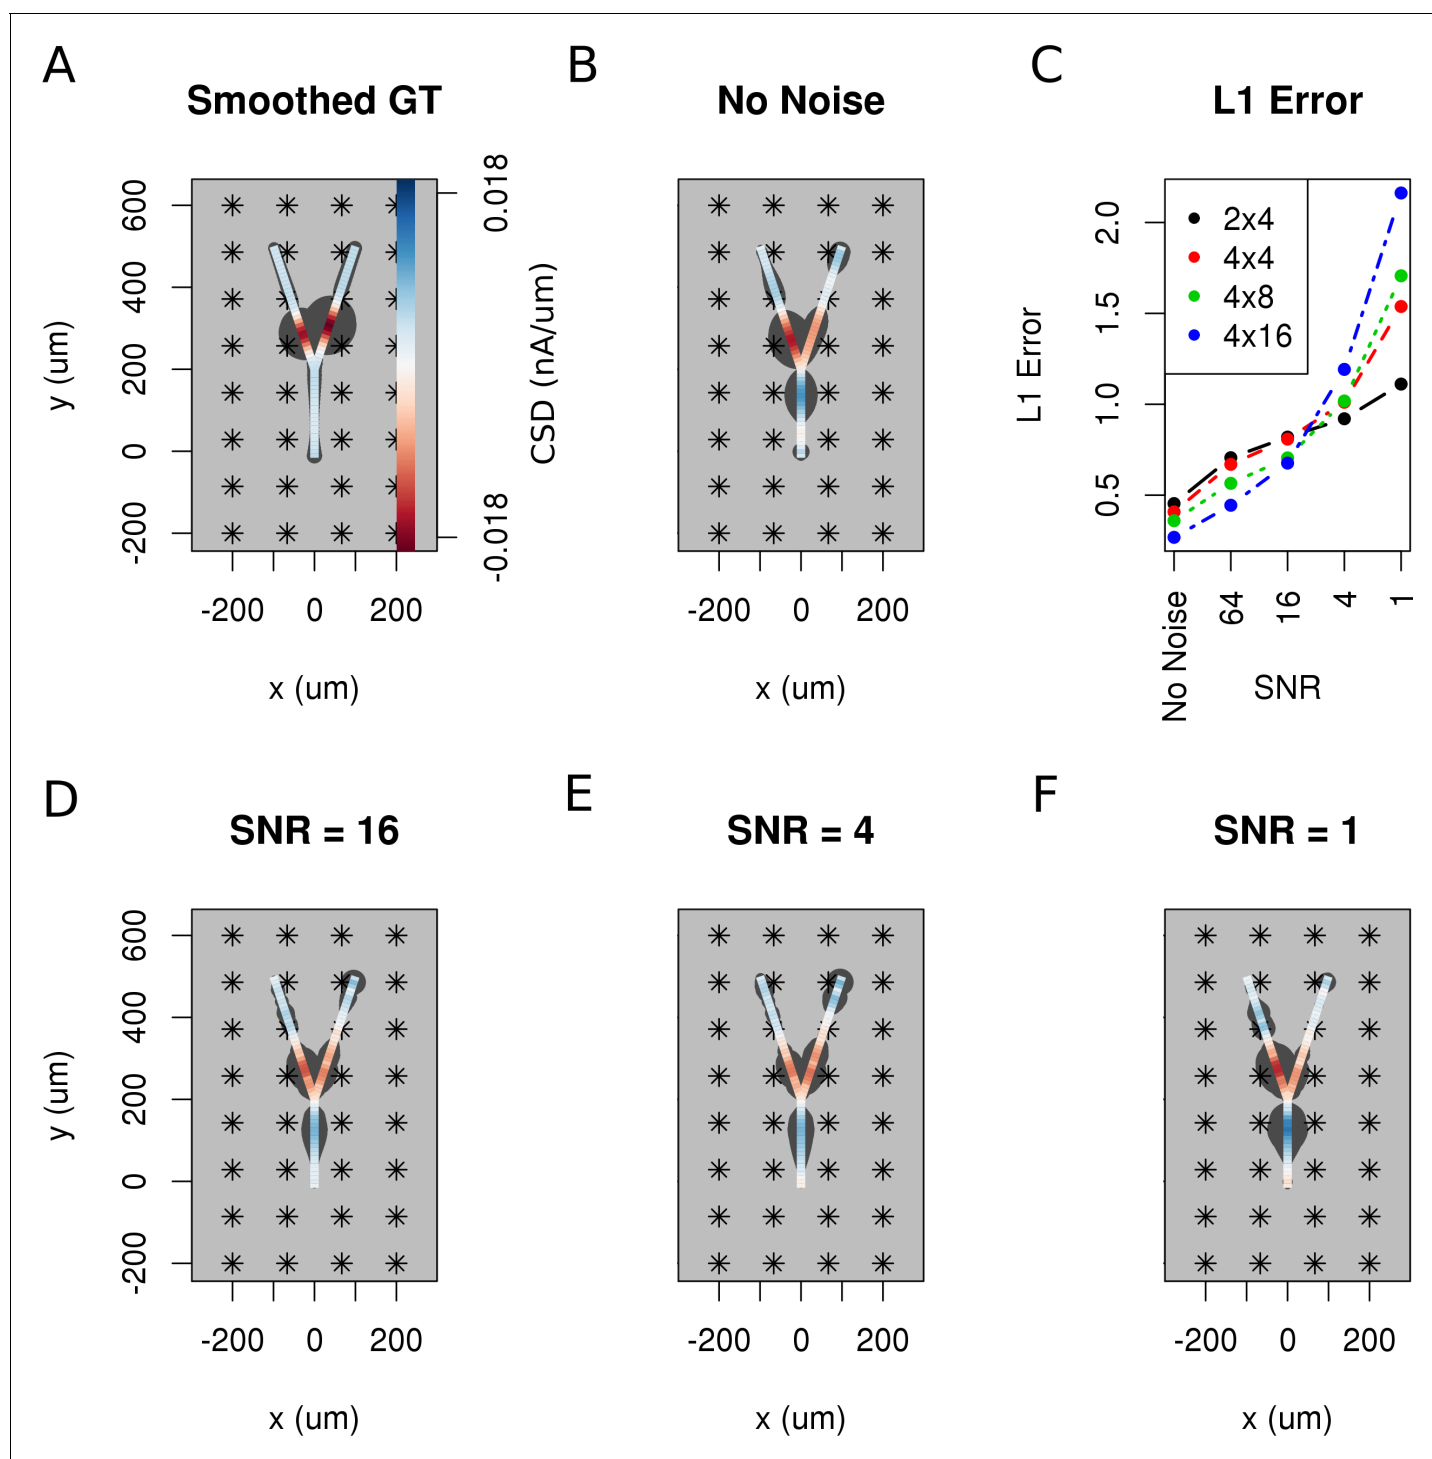 A
Smoothed GT
600
400
200
0
-200
y (um)
-200 0 200
x (um)
0.018
-0.018
CSD (nA/um)
B
No Noise
-200 0 200
x (um)
C
L1 Error
2x4
4x4
4x8
4x16
2.0
1.5
1.0
0.5
L1 Error
No Noise
64
16
4
1
SNR
D
SNR = 16
600
400
200
0
-200
y (um)
-200 0 200
x (um)
E
SNR = 4
-200 0 200
x (um)
F
SNR = 1
-200 0 200
x (um)